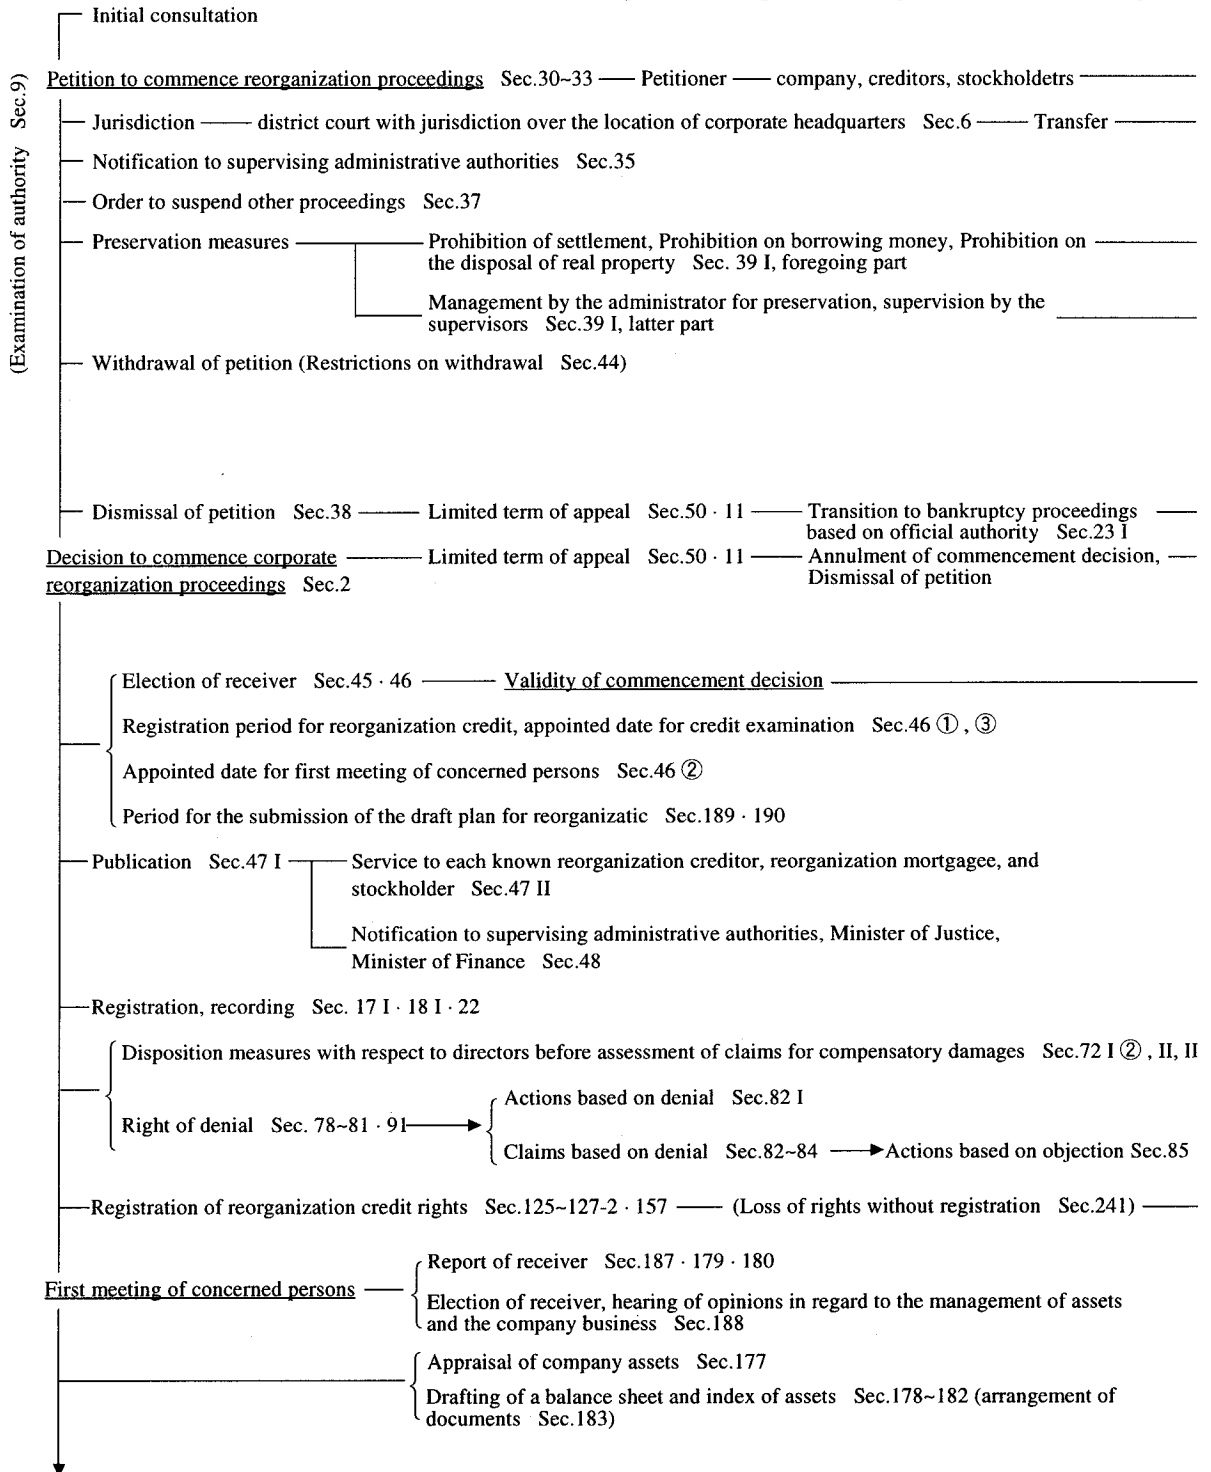 Initial consultation
(Examination of authority Sec.9)
Petition to commence reorganization proceedings Sec.30~33 Petitioner company, creditors, stockholdetrs
Jurisdiction district court with jurisdiction over the location of corporate headquarters Sec.6 Transfer
Notification to supervising administrative authorities Sec.35
Order to suspend other proceedings Sec.37
Preservation measures Prohibition of settlement, Prohibition on borrowing money, Prohibition on
the disposal of real property Sec. 39 I, foregoing part
Management by the administrator for preservation, supervision by the
supervisors Sec.39 I, latter part
Withdrawal of petition (Restrictions on withdrawal Sec.44)
Dismissal of petition Sec.38 Limited term of appeal Sec.50 · 11 Transition to bankruptcy proceedings
based on official authority Sec.23 I
Decision to commence corporate Limited term of appeal Sec.50 · 11 Annulment of commencement decision,
reorganization proceedings Sec.2 Dismissal of petition
Election of receiver Sec.45 · 46 Validity of commencement decision
Registration period for reorganization credit, appointed date for credit examination Sec.46 ①, ③
Appointed date for first meeting of concerned persons Sec.46 ②
Period for the submission of the draft plan for reorganizatic Sec.189 · 190
Publication Sec.47 I Service to each known reorganization creditor, reorganization mortgagee, and
stockholder Sec.47 II
Notification to supervising administrative authorities, Minister of Justice,
Minister of Finance Sec.48
Registration, recording Sec. 17 I · 18 I · 22
Disposition measures with respect to directors before assessment of claims for compensatory damages Sec.72 I ②, II, II
Actions based on denial Sec.82 I
Right of denial Sec. 78~81 · 91
Claims based on denial Sec.82~84 Actions based on objection Sec.85
Registration of reorganization credit rights Sec.125~127-2 · 157 (Loss of rights without registration Sec.241)
Report of receiver Sec.187 · 179 · 180
First meeting of concerned persons
Election of receiver, hearing of opinions in regard to the management of assets
and the company business Sec.188
Appraisal of company assets Sec.177
Drafting of a balance sheet and index of assets Sec.178~182 (arrangement of
documents Sec.183)